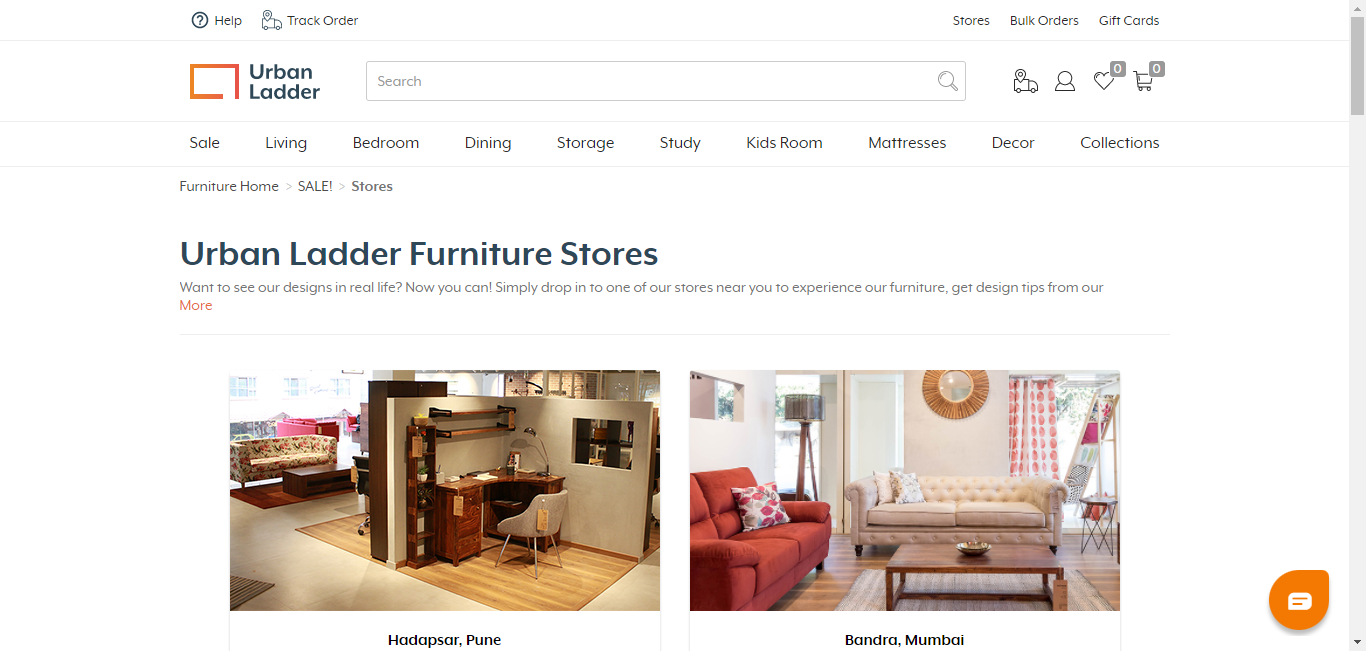 Help Track Order Stores Bulk Orders Gift Cards
Urban
Ladder
Search
0 0
Sale Living Bedroom Dining Storage Study Kids Room Mattresses Decor Collections
Furniture Home > SALE! > Stores
Urban Ladder Furniture Stores
Want to see our designs in real life? Now you can! Simply drop in to one of our stores near you to experience our furniture, get design tips from our
More
Hadapsar, Pune Bandra, Mumbai